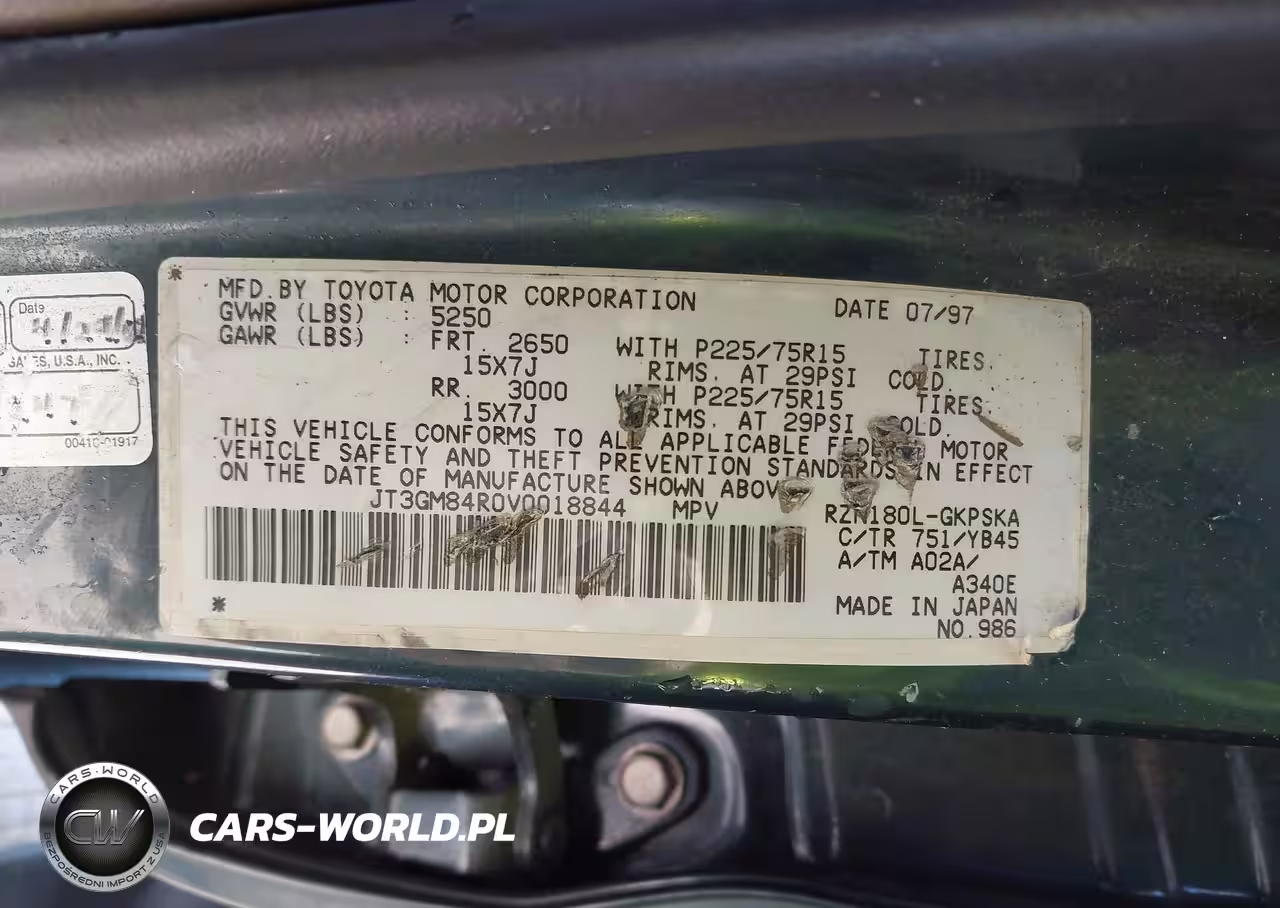 MFD. BY TOYOTA MOTOR CORPORATION DATE 07/97
GVWR (LBS) : 5250
GAWR (LBS) : FRT. 2650 WITH P225/75R15 TIRES,
15X7J RIMS, AT 29PSI COLD.
RR. 3000 WITH P225/75R15 TIRES,
15X7J RIMS, AT 29PSI COLD.
THIS VEHICLE CONFORMS TO ALL APPLICABLE FEDERAL MOTOR
VEHICLE SAFETY AND THEFT PREVENTION STANDARDS IN EFFECT
ON THE DATE OF MANUFACTURE SHOWN ABOVE.
JT3GM84R0V0018844 MPV
RZN180L-GKPSKA
C/TR 751/YB45
A/TM A02A/
A340E
MADE IN JAPAN
NO.986
Date
SALES, U.S.A., INC.
00410-01917
CARS-WORLD
CW
BEZPOŚREDNI IMPORT Z USA
CARS-WORLD.PL